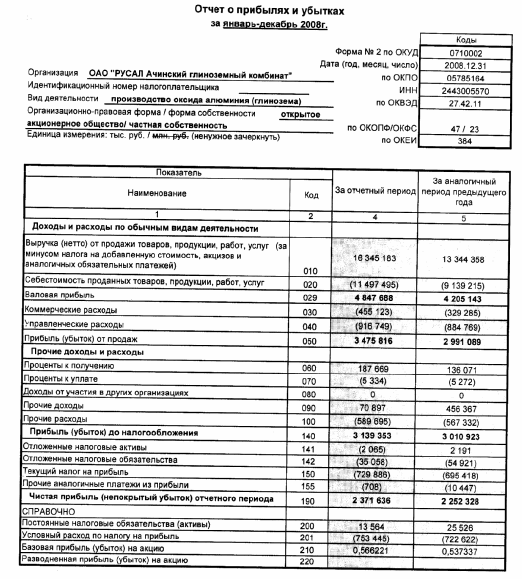 Отчет о прибылях и убытках
за январь-декабрь 2008г.
Коды
Форма № 2 по ОКУД 0710002
Дата (год, месяц, число) 2008.12.31
Организация ОАО "РУСАЛ Ачинский глиноземный комбинат" по ОКПО 05785164
Идентификационный номер налогоплательщика ИНН 2443005570
Вид деятельности производство оксида алюминия (глинозема) по ОКВЭД 27.42.11
Организационно-правовая форма / форма собственности открытое
акционерное общество/ частная собственность по ОКОПФ/ОКФС 47 / 23
Единица измерения: тыс. руб. / млн. руб. (ненужное зачеркнуть) по ОКЕИ 384
Показатель За отчетный период За аналогичный период предыдущего года
Наименование Код
1 2 4 5
Доходы и расходы по обычным видам деятельности
Выручка (нетто) от продажи товаров, продукции, работ, услуг (за
минусом налога на добавленную стоимость, акцизов и
аналогичных обязательных платежей) 010 16 345 183 13 344 358
Себестоимость проданных товаров, продукции, работ, услуг 020 (11 497 495) (9 139 215)
Валовая прибыль 029 4 847 688 4 205 143
Коммерческие расходы 030 (455 123) (329 285)
Управленческие расходы 040 (916 749) (884 769)
Прибыль (убыток) от продаж 050 3 475 816 2 991 089
Прочие доходы и расходы
Проценты к получению 060 187 669 136 071
Проценты к уплате 070 (5 334) (5 272)
Доходы от участия в других организациях 080 0 0
Прочие доходы 090 70 897 456 367
Прочие расходы 100 (589 695) (567 332)
Прибыль (убыток) до налогообложения 140 3 139 353 3 010 923
Отложенные налоговые активы 141 (2 065) 2 191
Отложенные налоговые обязательства 142 (35 058) (54 921)
Текущий налог на прибыль 150 (729 886) (695 418)
Прочие аналогичные платежи из прибыли 155 (708) (10 447)
Чистая прибыль (непокрытый убыток) отчетного периода 190 2 371 636 2 252 328
СПРАВОЧНО
Постоянные налоговые обязательства (активы) 200 13 564 25 526
Условный расход по налогу на прибыль 201 (753 445) (722 622)
Базовая прибыль (убыток) на акцию 210 0,566221 0,537337
Разводненная прибыль (убыток) на акцию 220